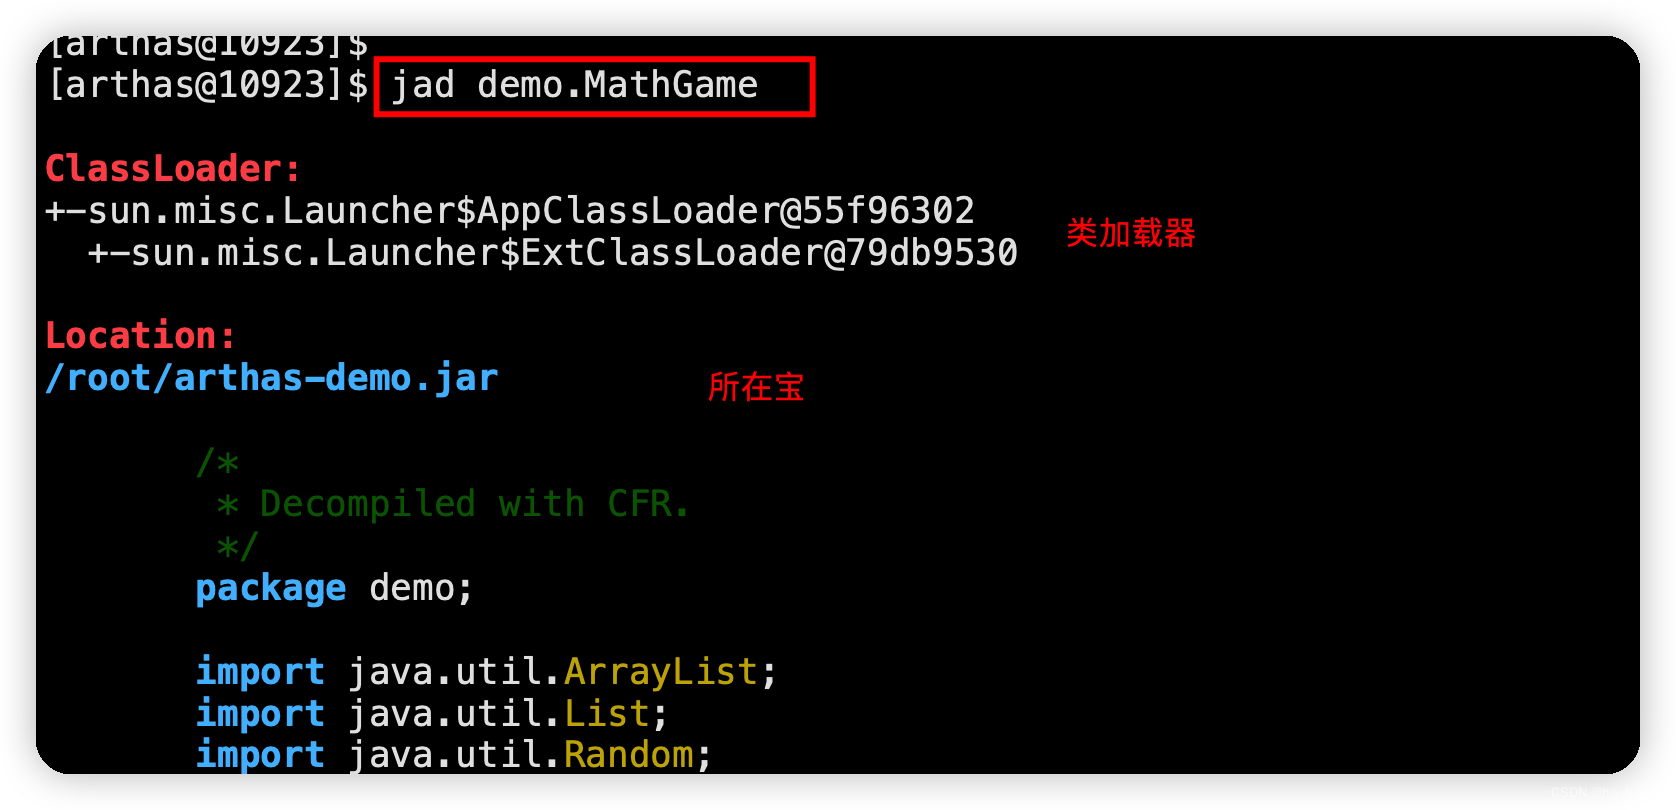 [arthas@10923]$
[arthas@10923]$ jad demo.MathGame
ClassLoader:
+-sun.misc.Launcher$AppClassLoader@55f96302
+-sun.misc.Launcher$ExtClassLoader@79db9530
类加载器
Location:
/root/arthas-demo.jar
所在宝
/*
* Decompiled with CFR.
*/
package demo;
import java.util.ArrayList;
import java.util.List;
import java.util.Random;
CSDN